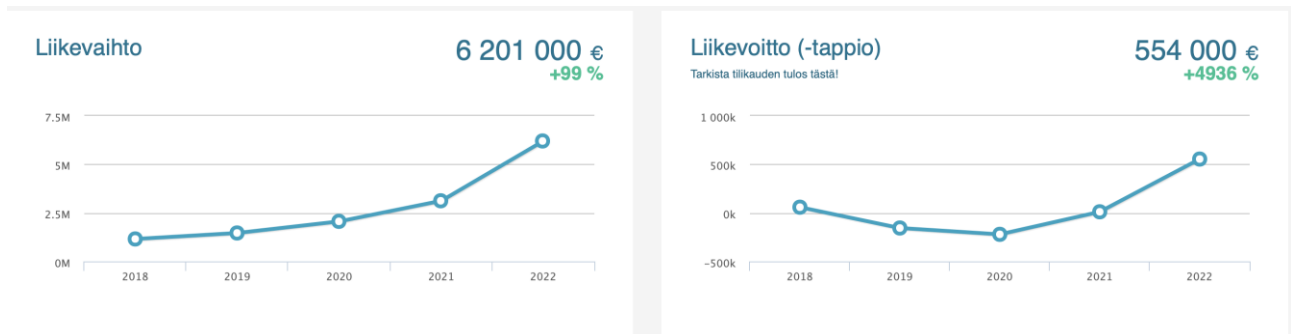 Liikevaihto
6 201 000 €
+99 %
7.5M
5M
2.5M
0M
2018 2019 2020 2021 2022
Liikevoitto (-tappio)
554 000 €
Tarkista tilikauden tulos tästä!
+4936 %
1 000k
500k
0k
−500k
2018 2019 2020 2021 2022